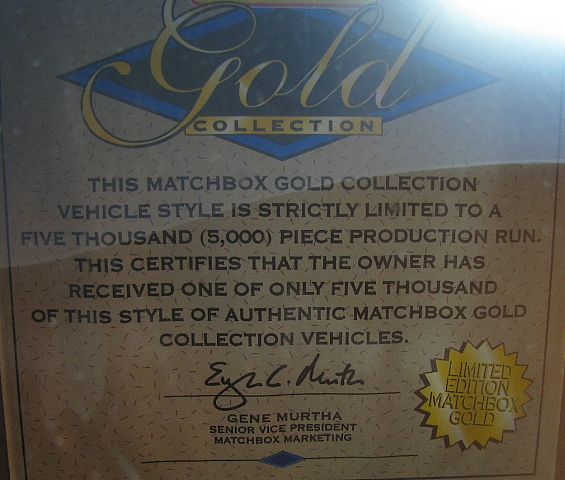 Gold
COLLECTION
THIS MATCHBOX GOLD COLLECTION
VEHICLE STYLE IS STRICTLY LIMITED TO A
FIVE THOUSAND (5,000) PIECE PRODUCTION RUN.
THIS CERTIFIES THAT THE OWNER HAS
RECEIVED ONE OF ONLY FIVE THOUSAND
OF THIS STYLE OF AUTHENTIC MATCHBOX GOLD
COLLECTION VEHICLES.
GENE MURTHA
SENIOR VICE PRESIDENT
MATCHBOX MARKETING
LIMITED
EDITION
MATCHBOX
GOLD